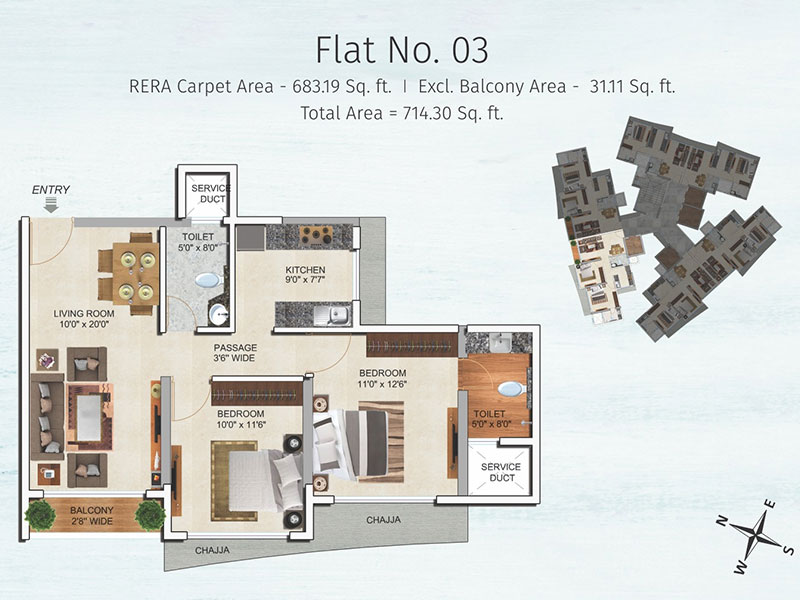 Flat No. 03
RERA Carpet Area - 683.19 Sq. ft. | Excl. Balcony Area - 31.11 Sq. ft.
Total Area = 714.30 Sq. ft.
ENTRY
SERVICE
DUCT
TOILET
5'0" x 8'0"
KITCHEN
9'0" x 7'7"
LIVING ROOM
10'0" x 20'0"
PASSAGE
3'6" WIDE
BEDROOM
11'0" x 12'6"
BEDROOM
10'0" x 11'6"
TOILET
5'0" x 8'0"
SERVICE
DUCT
BALCONY
2'8" WIDE
CHAJJA
CHAJJA
N
E
S
W